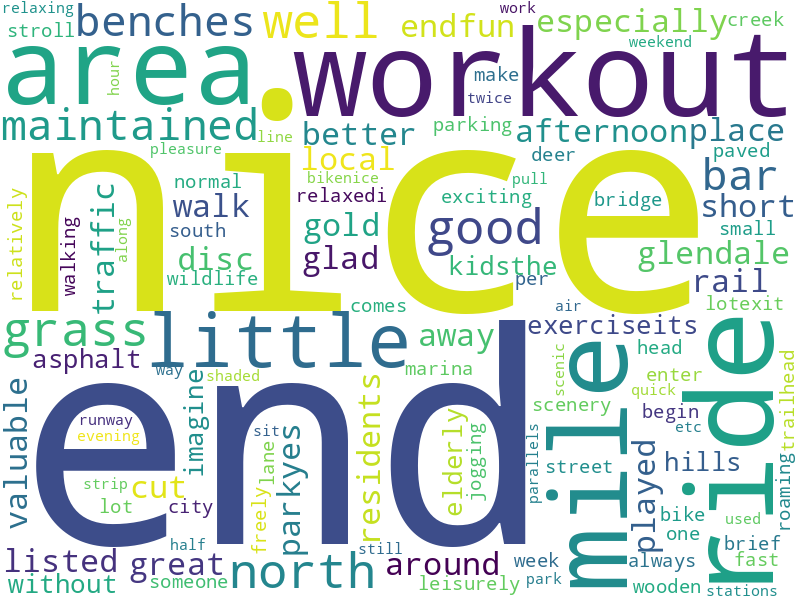 relaxing
benches
well
endfun
work
especially
creek
stroll
hour
area
workout
make
twice
weekend
maintained
line
better
parking
afternoon
place
pleasure
local
deer
paved
nice
normal
bikenice
relaxedi
exciting
pull
bridge
bar
relatively
walking
traffic
along
walk
south
gold
good
short
small
disc
wildlife
glad
kidsthe
per
glendale
rail
comes
air
lotexit
grass
little
away
exerciseits
asphalt
way
shaded
marina
head
mile
ride
scenic
enter
quick
trailhead
valuable
imagine
end
residents
scenery
begin
etc
runway
evening
sit
elderly
jogging
street
hills
strip
cut
lane
parkyes
freely
parallels
played
bike
used
roaming
lot
city
one
brief
listed
great
half
still
around
week
always
fast
without
someone
north
leisurely
park
wooden
stations